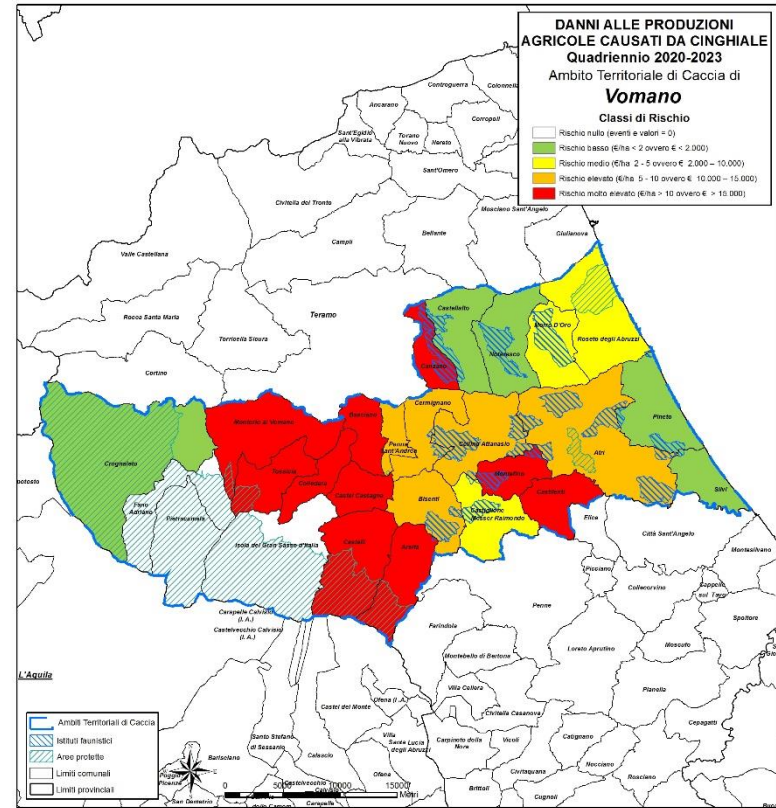 DANNI ALLE PRODUZIONI
AGRICOLE CAUSATI DA CINGHIALE
Quadriennio 2020-2023
Ambito Territoriale di Caccia di
Vomano
Classi di Rischio
Rischio nullo (eventi e valori = 0)
Rischio basso (€/ha < 2 ovvero € < 2.000)
Rischio medio (€/ha 2 - 5 ovvero € 2.000 – 10.000)
Rischio elevato (€/ha 5 - 10 ovvero € 10.000 – 15.000)
Rischio molto elevato (€/ha > 10 ovvero € > 15.000)
Controguerra
Colonnella
Ancarano
Corropoli
Sant'Egidio
alla Vibrata
Torano
Nuovo
Nereto
Sant'Omero
Civitella del Tronto
Mosciano Sant'Angelo
Giulianova
Bellante
Campli
Valle Castellana
Teramo
Rocca Santa Maria
Torricella Sicura
Cortino
Castellalto
Canzano
Notaresco
Morro D'Oro
Roseto degli Abruzzi
Cermignano
Basciano
Montorio al Vomano
Penna
Sant'Andrea
Cellino Attanasio
Atri
Pineto
Silvi
Crognaleto
Tossicia
Colledara
Castel Castagna
Montefino
Castilenti
Bisenti
Castiglione
Messer Raimondo
Fano
Adriano
Pietracamela
Isola del Gran Sasso d'Italia
Castelli
Arsita
Elice
Città Sant'Angelo
Montesilvano
Picciano
Collecorvino
Cappelle
sul Tavo
Penne
Spoltore
Carapelle Calvisio
(I. A.)
Castelvecchio Calvisio
(I. A.)
Farindola
Loreto Aprutino
Moscufo
Montebello di Bertona
Pianella
Villa Celiera
L'Aquila
Castel del Monte
Ofena (I. A.)
Civitella Casanova
Cepagatti
Santo Stefano
di Sessanio
Villa
Santa Lucia
degli Abruzzi
Carpineto della
Nora
Vicoli
Catignano
Barisciano
Calascio
Nocciano
Poggio
Picenze
Ofena
Civitaquana
Rosciano
Castelvecchio
Calvisio
Brittoli
Cugnoli
San Demetrio
Carapelle
Ambiti Territoriali di Caccia
Istituti faunistici
Aree protette
Limiti comunali
Limiti provinciali
0 5000 10000 15000
Metri